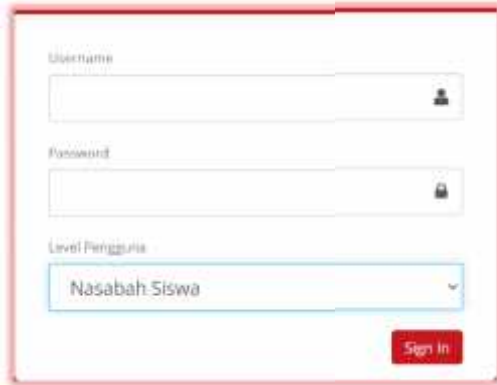 Username
Password
Level Pengguna
Nasabah Siswa
Sign In